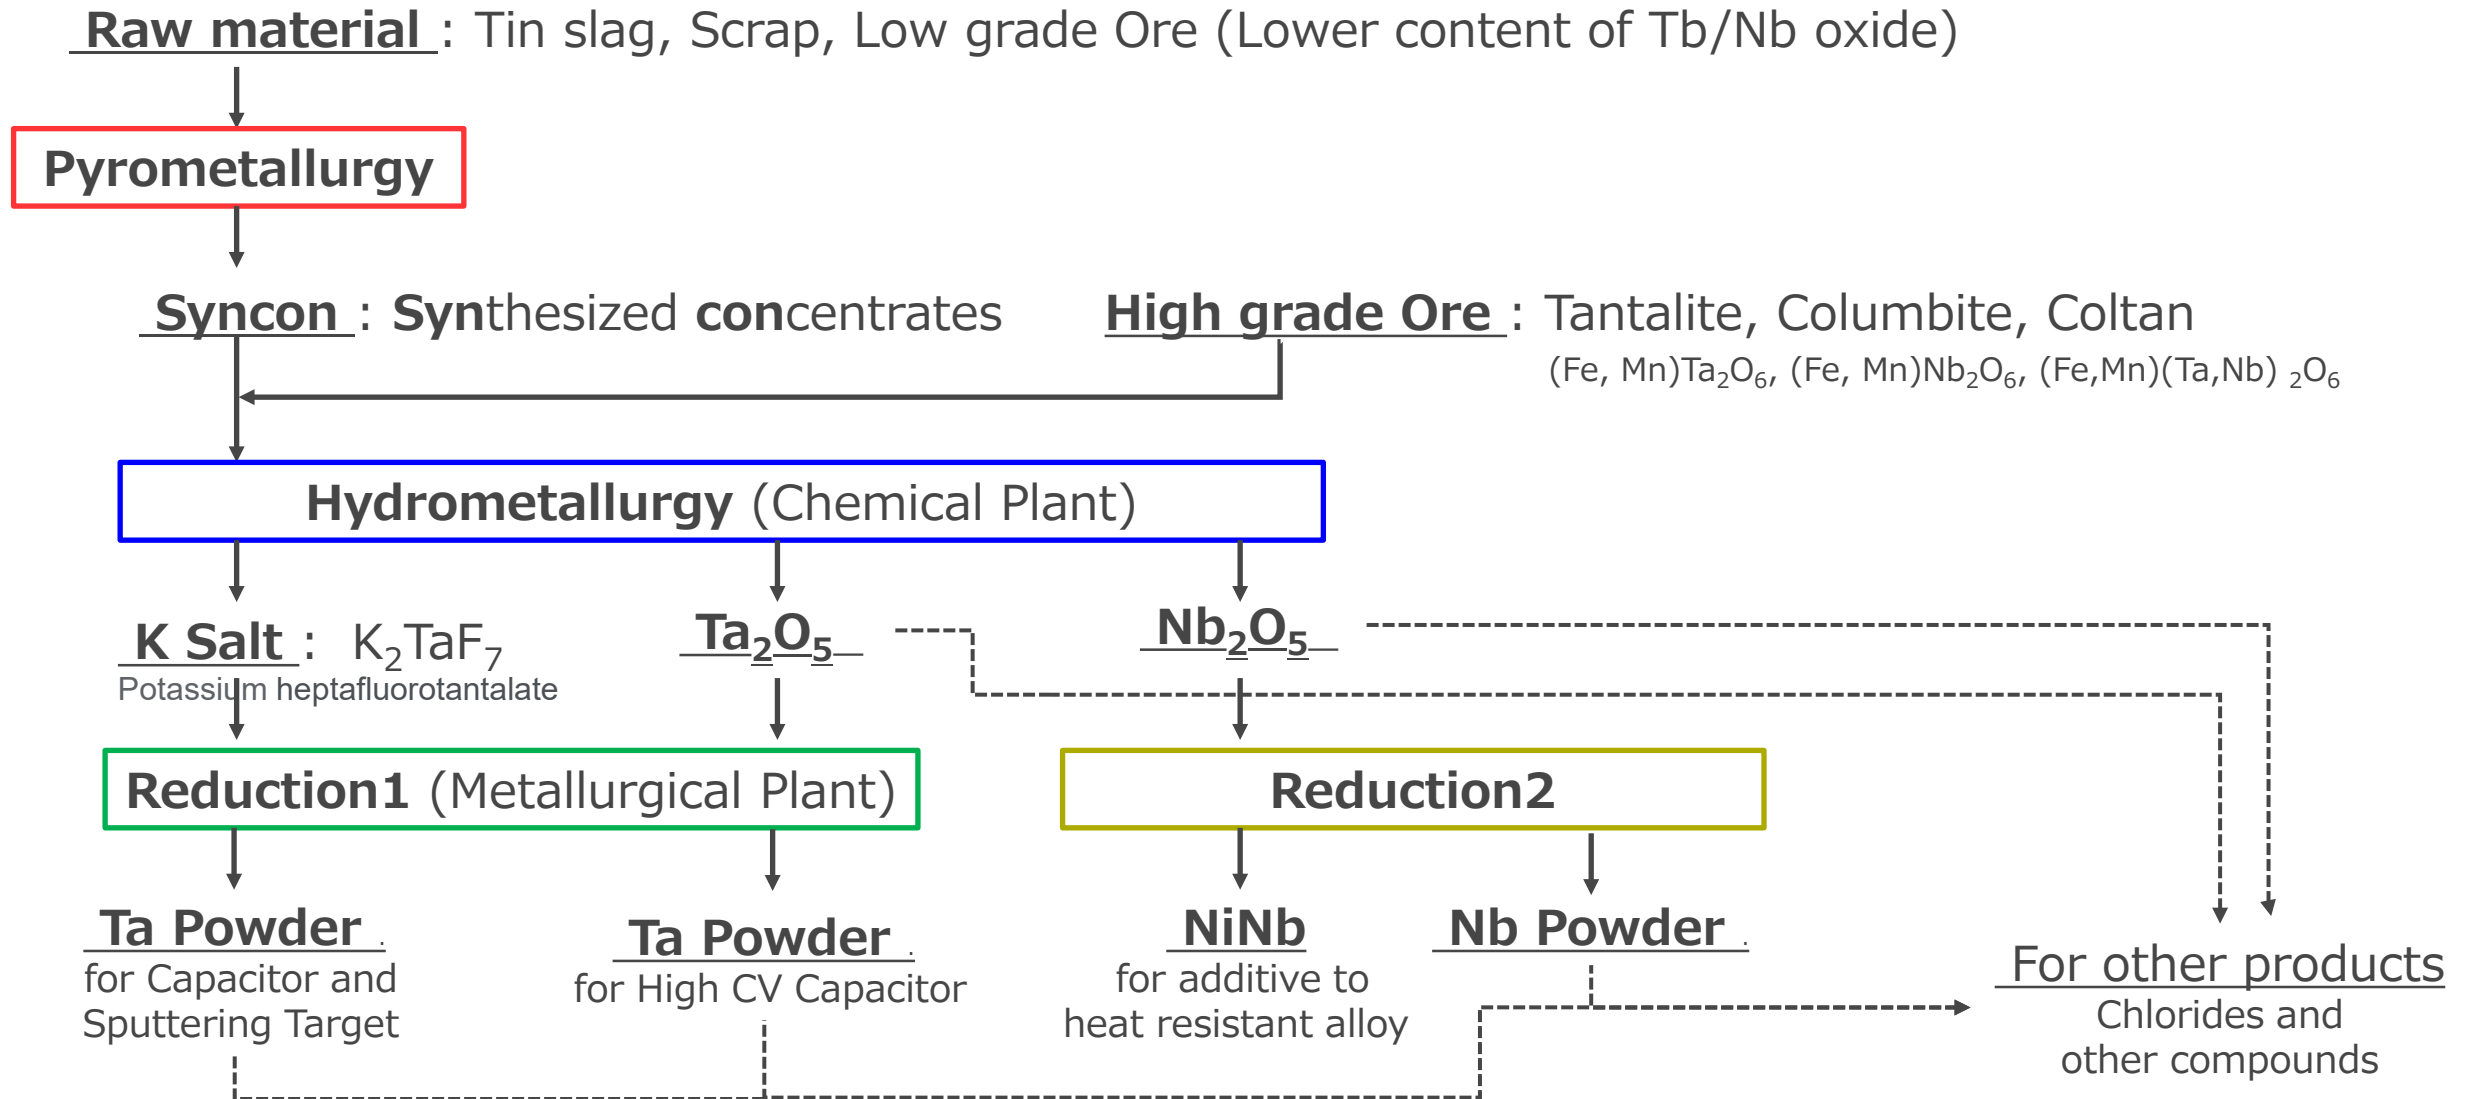 Raw material : Tin slag, Scrap, Low grade Ore (Lower content of Tb/Nb oxide)
Pyrometallurgy
Syncon : Synthesized concentrates
High grade Ore : Tantalite, Columbite, Coltan
(Fe, Mn)Ta₂O₆, (Fe, Mn)Nb₂O₆, (Fe,Mn)(Ta,Nb) ₂O₆
Hydrometallurgy (Chemical Plant)
K Salt : K₂TaF₇
Potassium heptafluorotantalate
Ta₂O₅
Nb₂O₅
Reduction1 (Metallurgical Plant)
Reduction2
Ta Powder
for Capacitor and
Sputtering Target
Ta Powder
for High CV Capacitor
NiNb
for additive to
heat resistant alloy
Nb Powder
For other products
Chlorides and
other compounds